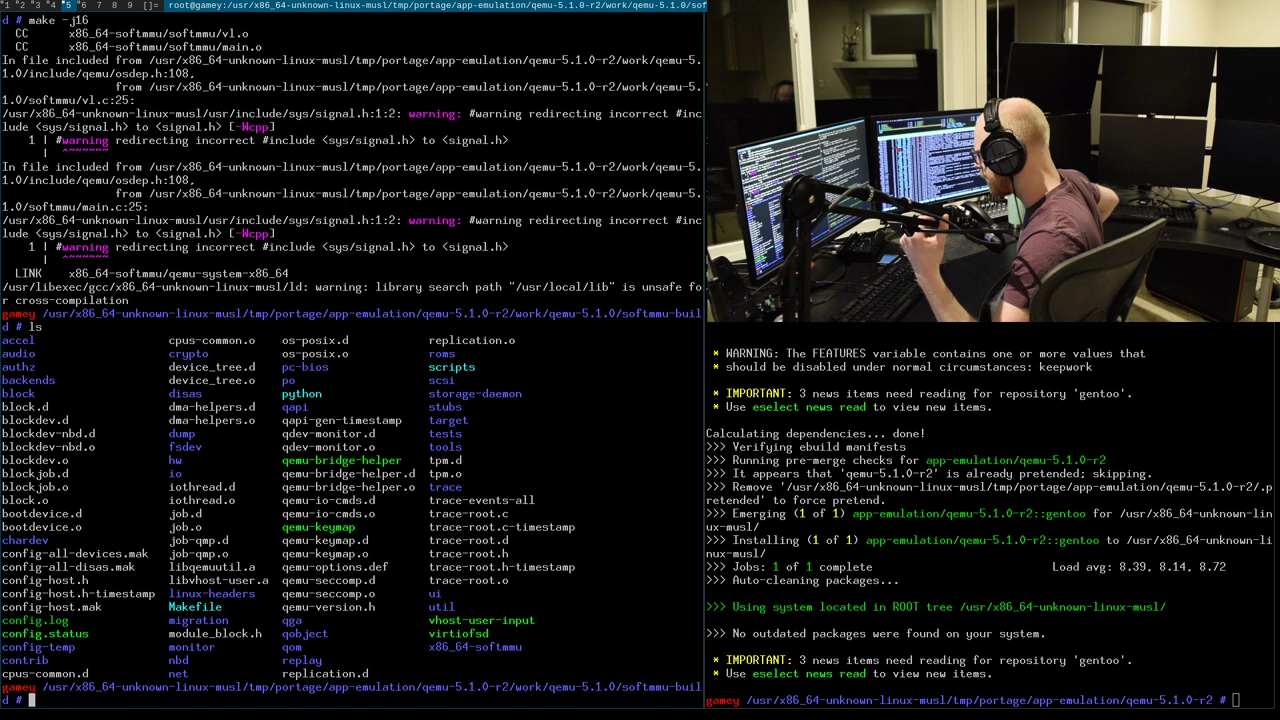 1 2 3 4 5 6 7 8 9 []= root@gamey:/usr/x86_64-unknown-linux-musl/tmp/portage/app-emulation/qemu-5.1.0-r2/work/qemu-5.1.0/sof
d # make -j16
CC x86_64-softmmu/softmmu/vl.o
CC x86_64-softmmu/softmmu/main.o
In file included from /usr/x86_64-unknown-linux-musl/tmp/portage/app-emulation/qemu-5.1.0-r2/work/qemu-5.
1.0/include/qemu/osdep.h:108,
from /usr/x86_64-unknown-linux-musl/tmp/portage/app-emulation/qemu-5.1.0-r2/work/qemu-5.
1.0/softmmu/vl.c:25:
/usr/x86_64-unknown-linux-musl/usr/include/sys/signal.h:1:2: warning: #warning redirecting incorrect #inc
lude <sys/signal.h> to <signal.h> [-Wcpp]
1 | #warning redirecting incorrect #include <sys/signal.h> to <signal.h>
| ^~~~~~~
In file included from /usr/x86_64-unknown-linux-musl/tmp/portage/app-emulation/qemu-5.1.0-r2/work/qemu-5.
1.0/include/qemu/osdep.h:108,
from /usr/x86_64-unknown-linux-musl/tmp/portage/app-emulation/qemu-5.1.0-r2/work/qemu-5.
1.0/softmmu/main.c:25:
/usr/x86_64-unknown-linux-musl/usr/include/sys/signal.h:1:2: warning: #warning redirecting incorrect #inc
lude <sys/signal.h> to <signal.h> [-Wcpp]
1 | #warning redirecting incorrect #include <sys/signal.h> to <signal.h>
| ^~~~~~~
LINK x86_64-softmmu/qemu-system-x86_64
/usr/libexec/gcc/x86_64-unknown-linux-musl/ld: warning: library search path "/usr/local/lib" is unsafe fo
r cross-compilation
gamey /usr/x86_64-unknown-linux-musl/tmp/portage/app-emulation/qemu-5.1.0-r2/work/qemu-5.1.0/softmmu-buil
d # ls
accel cpus-common.o os-posix.d replication.o
audio crypto os-posix.o roms
authz device_tree.d pc-bios scripts
backends device_tree.o po scsi
block disas python storage-daemon
block.d dma-helpers.d qapi stubs
blockdev.d dma-helpers.o qapi-gen-timestamp target
blockdev-nbd.d dump qdev-monitor.d tests
blockdev-nbd.o fsdev qdev-monitor.o tools
blockdev.o hw qemu-bridge-helper tpm.d
blockjob.d io qemu-bridge-helper.d tpm.o
blockjob.o iothread.d qemu-bridge-helper.o trace
block.o iothread.o qemu-io-cmds.d trace-events-all
bootdevice.d job.d qemu-io-cmds.o trace-root.c
bootdevice.o job.o qemu-keymap trace-root.c-timestamp
chardev job-qmp.d qemu-keymap.d trace-root.d
config-all-devices.mak job-qmp.o qemu-keymap.o trace-root.h
config-all-disas.mak libqemuutil.a qemu-options.def trace-root.h-timestamp
config-host.h libvhost-user.a qemu-seccomp.d trace-root.o
config-host.h-timestamp linux-headers qemu-seccomp.o ui
config-host.mak Makefile qemu-version.h util
config.log migration qga vhost-user-input
config.status module_block.h qobject virtiofsd
config-temp monitor qom x86_64-softmmu
contrib nbd replay
cpus-common.d net replication.d
gamey /usr/x86_64-unknown-linux-musl/tmp/portage/app-emulation/qemu-5.1.0-r2/work/qemu-5.1.0/softmmu-buil
d #
* WARNING: The FEATURES variable contains one or more values that
* should be disabled under normal circumstances: keepwork
* IMPORTANT: 3 news items need reading for repository 'gentoo'.
* Use eselect news read to view new items.
Calculating dependencies... done!
>>> Verifying ebuild manifests
>>> Running pre-merge checks for app-emulation/qemu-5.1.0-r2
>>> It appears that 'qemu-5.1.0-r2' is already pretended; skipping.
>>> Remove '/usr/x86_64-unknown-linux-musl/tmp/portage/app-emulation/qemu-5.1.0-r2/.p
retended' to force pretend.
>>> Emerging (1 of 1) app-emulation/qemu-5.1.0-r2::gentoo for /usr/x86_64-unknown-lin
ux-musl/
>>> Installing (1 of 1) app-emulation/qemu-5.1.0-r2::gentoo to /usr/x86_64-unknown-li
nux-musl/
>>> Jobs: 1 of 1 complete Load avg: 8.39, 8.14, 8.72
>>> Auto-cleaning packages...
>>> Using system located in ROOT tree /usr/x86_64-unknown-linux-musl/
>>> No outdated packages were found on your system.
* IMPORTANT: 3 news items need reading for repository 'gentoo'.
* Use eselect news read to view new items.
gamey /usr/x86_64-unknown-linux-musl/tmp/portage/app-emulation/qemu-5.1.0-r2 #